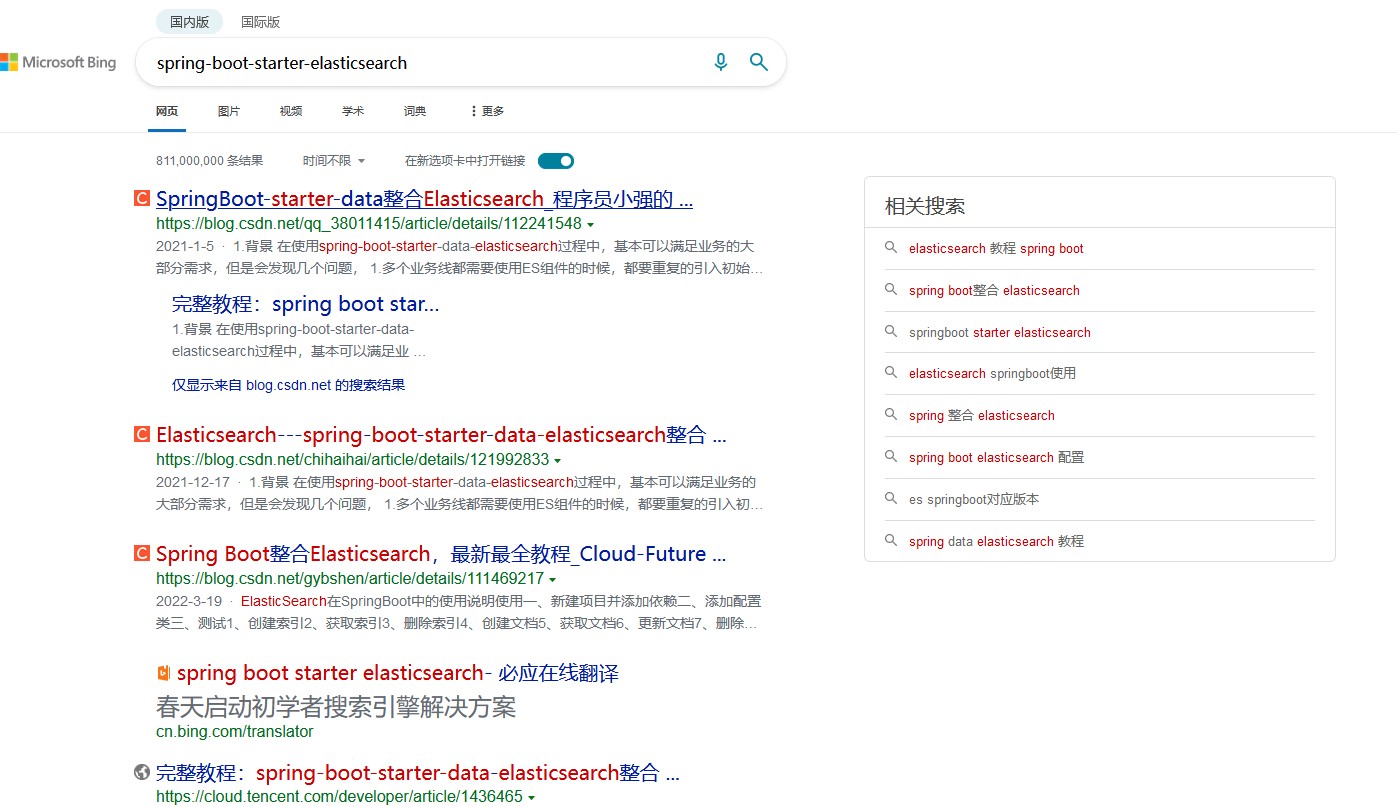 国内版 国际版
Microsoft Bing
spring-boot-starter-elasticsearch
网页 图片 视频 学术 词典 更多
811,000,000 条结果 时间不限 在新选项卡中打开链接
SpringBoot-starter-data整合Elasticsearch_程序员小强的 ...
https://blog.csdn.net/qq_38011415/article/details/112241548
2021-1-5 · 1.背景 在使用spring-boot-starter-data-elasticsearch过程中，基本可以满足业务的大
部分需求，但是会发现几个问题， 1.多个业务线都需要使用ES组件的时候，都要重复的引入初始...
完整教程：spring boot star...
1.背景 在使用spring-boot-starter-data-
elasticsearch过程中，基本可以满足业 ...
仅显示来自 blog.csdn.net 的搜索结果
Elasticsearch---spring-boot-starter-data-elasticsearch整合 ...
https://blog.csdn.net/chihaihai/article/details/121992833
2021-12-17 · 1.背景 在使用spring-boot-starter-data-elasticsearch过程中，基本可以满足业务的
大部分需求，但是会发现几个问题， 1.多个业务线都需要使用ES组件的时候，都要重复的引入初...
Spring Boot整合Elasticsearch，最新最全教程_Cloud-Future ...
https://blog.csdn.net/gybshen/article/details/111469217
2022-3-19 · ElasticSearch在SpringBoot中的使用说明使用一、新建项目并添加依赖二、添加配置
类三、测试1、创建索引2、获取索引3、删除索引4、创建文档5、获取文档6、更新文档7、删除...
spring boot starter elasticsearch- 必应在线翻译
春天启动初学者搜索引擎解决方案
cn.bing.com/translator
完整教程：spring-boot-starter-data-elasticsearch整合 ...
https://cloud.tencent.com/developer/article/1436465
相关搜索
elasticsearch 教程 spring boot
spring boot整合 elasticsearch
springboot starter elasticsearch
elasticsearch springboot使用
spring 整合 elasticsearch
spring boot elasticsearch 配置
es springboot对应版本
spring data elasticsearch 教程